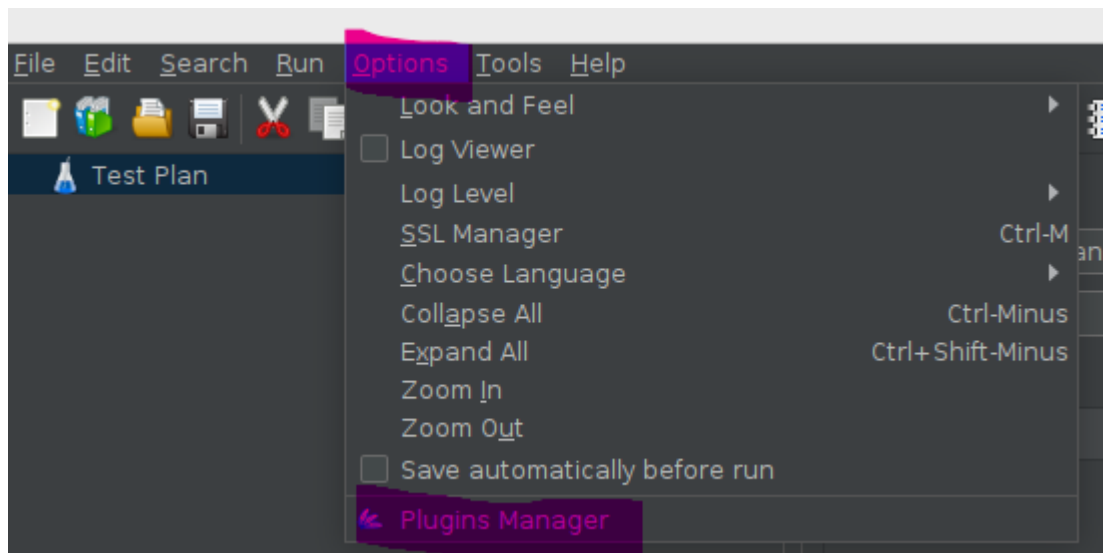 File Edit Search Run Options Tools Help
Look and Feel
Test Plan
Log Viewer
Log Level
SSL Manager Ctrl-M
Choose Language
Collapse All Ctrl-Minus
Expand All Ctrl+Shift-Minus
Zoom In
Zoom Out
Save automatically before run
Plugins Manager